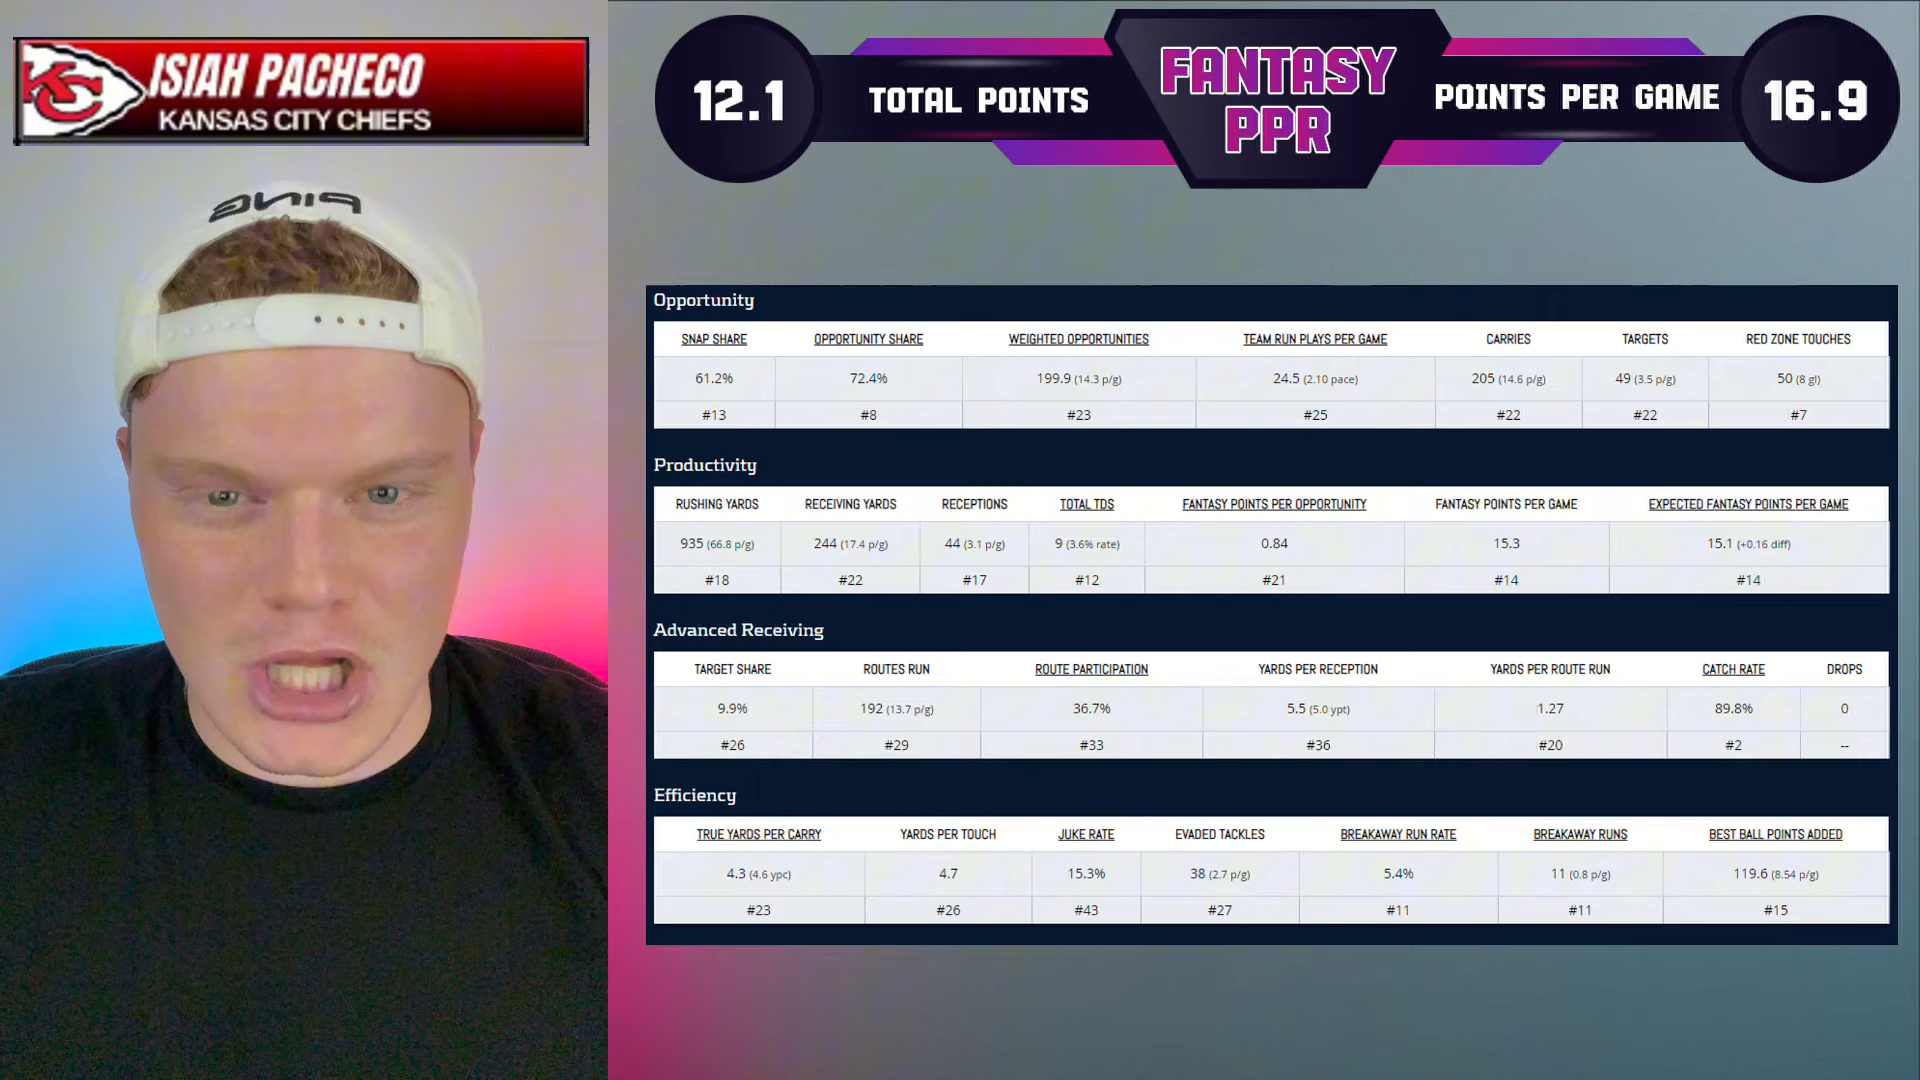 KC
ISIAH PACHECO
KANSAS CITY CHIEFS
PING
12.1
TOTAL POINTS
FANTASY
PPR
POINTS PER GAME
16.9
Opportunity
SNAP SHARE OPPORTUNITY SHARE WEIGHTED OPPORTUNITIES TEAM RUN PLAYS PER GAME CARRIES TARGETS RED ZONE TOUCHES
61.2% 72.4% 199.9 (14.3 p/g) 24.5 (2.10 pace) 205 (14.6 p/g) 49 (3.5 p/g) 50 (8 gl)
#13 #8 #23 #25 #22 #22 #7
Productivity
RUSHING YARDS RECEIVING YARDS RECEPTIONS TOTAL TDS FANTASY POINTS PER OPPORTUNITY FANTASY POINTS PER GAME EXPECTED FANTASY POINTS PER GAME
935 (66.8 p/g) 244 (17.4 p/g) 44 (3.1 p/g) 9 (3.6% rate) 0.84 15.3 15.1 (+0.16 diff)
#18 #22 #17 #12 #21 #14 #14
Advanced Receiving
TARGET SHARE ROUTES RUN ROUTE PARTICIPATION YARDS PER RECEPTION YARDS PER ROUTE RUN CATCH RATE DROPS
9.9% 192 (13.7 p/g) 36.7% 5.5 (5.0 ypt) 1.27 89.8% 0
#26 #29 #33 #36 #20 #2 --
Efficiency
TRUE YARDS PER CARRY YARDS PER TOUCH JUKE RATE EVADED TACKLES BREAKAWAY RUN RATE BREAKAWAY RUNS BEST BALL POINTS ADDED
4.3 (4.6 ypc) 4.7 15.3% 38 (2.7 p/g) 5.4% 11 (0.8 p/g) 119.6 (8.54 p/g)
#23 #26 #43 #27 #11 #11 #15